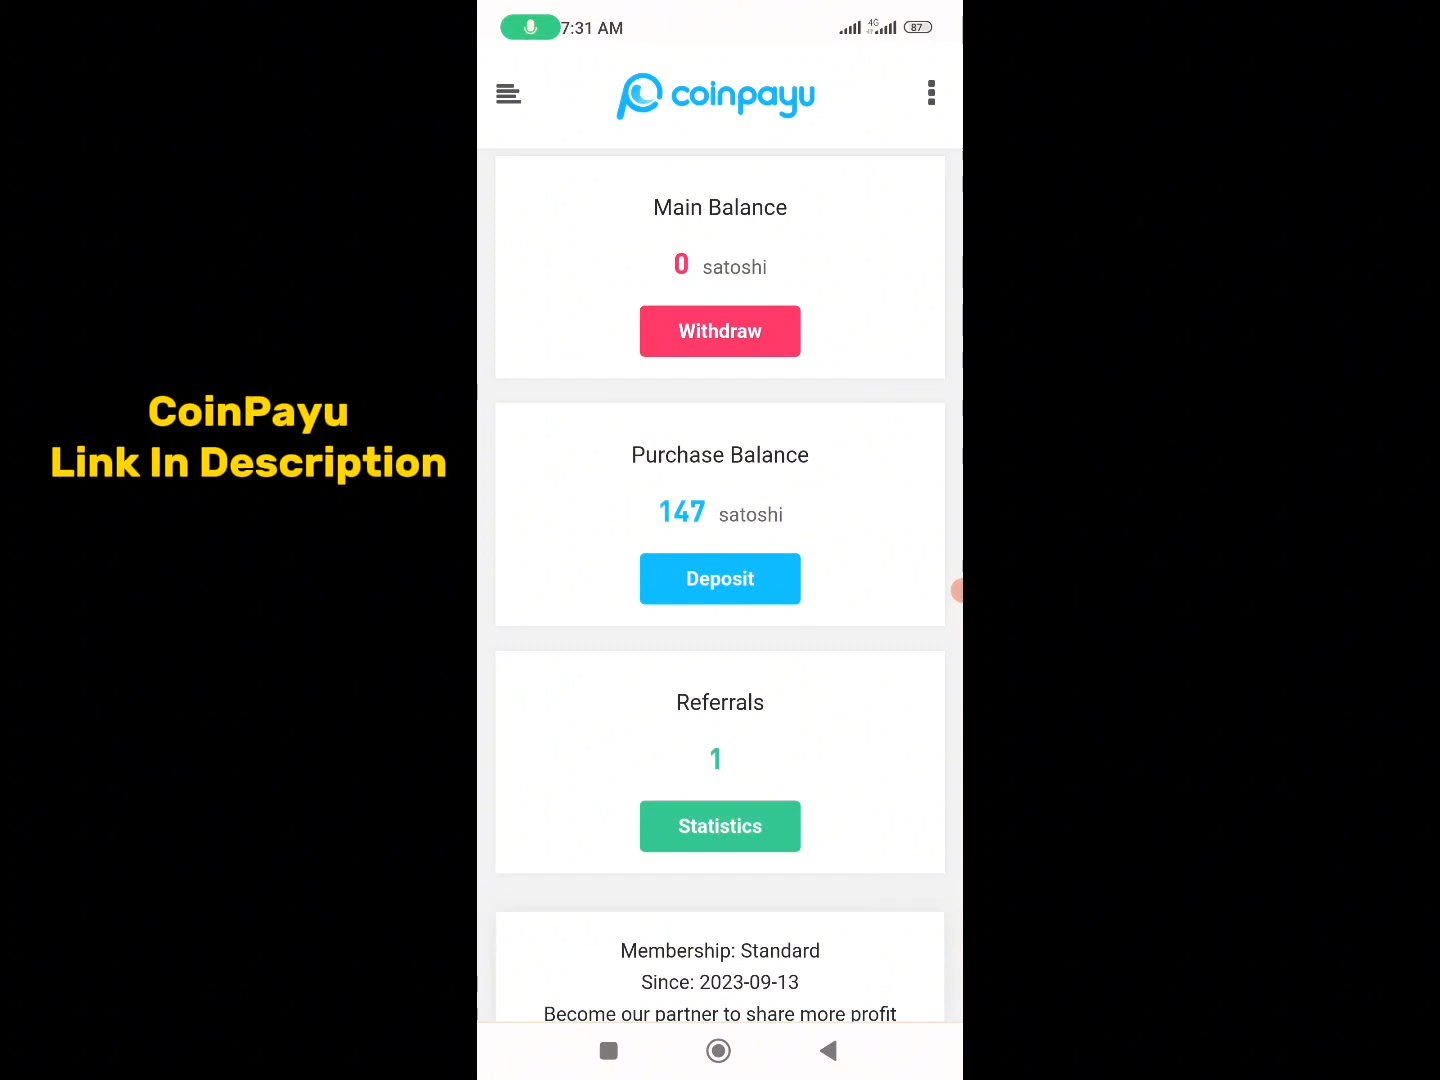 7:31 AM
4G
87
coinpayu
Main Balance
0 satoshi
Withdraw
Purchase Balance
147 satoshi
Deposit
Referrals
1
Statistics
Membership: Standard
Since: 2023-09-13
Become our partner to share more profit
CoinPayu
Link In Description